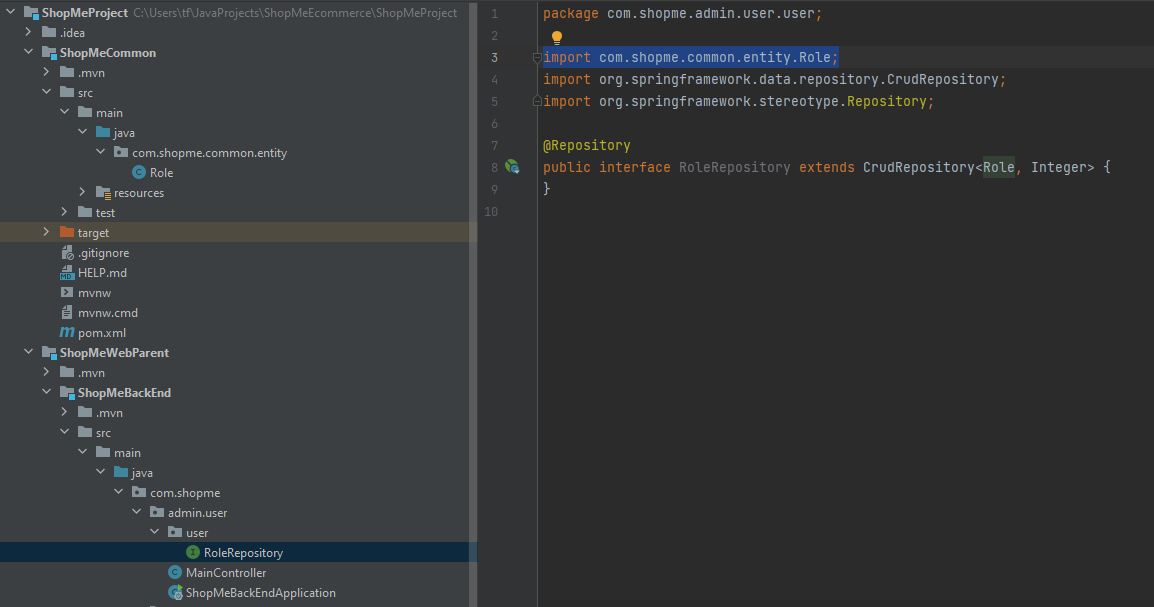 ShopMeProject C:\Users\tf\JavaProjects\ShopMeEcommerce\ShopMeProject
.idea
ShopMeCommon
.mvn
src
main
java
com.shopme.common.entity
Role
resources
test
target
.gitignore
HELP.md
mvnw
mvnw.cmd
pom.xml
ShopMeWebParent
.mvn
ShopMeBackEnd
.mvn
src
main
java
com.shopme
admin.user
user
RoleRepository
MainController
ShopMeBackEndApplication
1 package com.shopme.admin.user.user;
2
3 import com.shopme.common.entity.Role;
4 import org.springframework.data.repository.CrudRepository;
5 import org.springframework.stereotype.Repository;
6
7 @Repository
8 public interface RoleRepository extends CrudRepository<Role, Integer> {
9 }
10